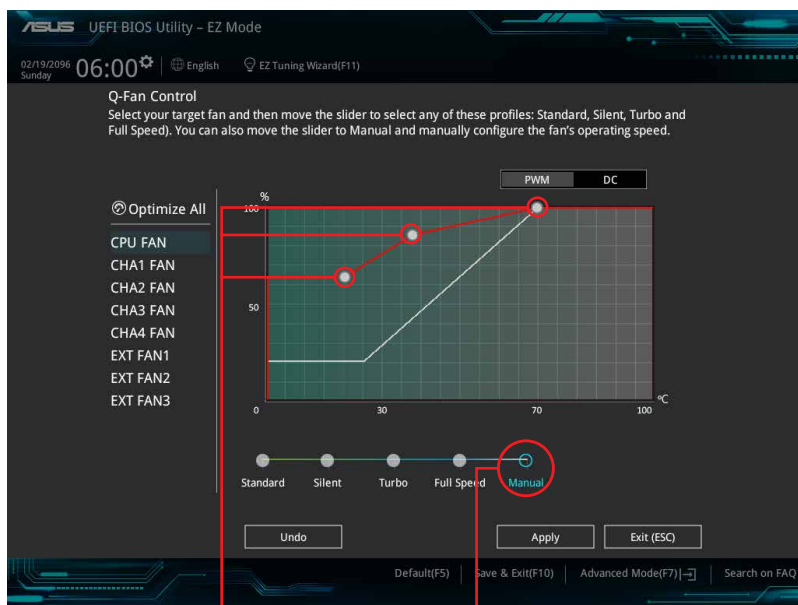 ASUS UEFI BIOS Utility – EZ Mode
02/19/2096
Sunday
06:00
English
EZ Tuning Wizard(F11)
Q-Fan Control
Select your target fan and then move the slider to select any of these profiles: Standard, Silent, Turbo and
Full Speed). You can also move the slider to Manual and manually configure the fan's operating speed.
PWM
DC
Optimize All
CPU FAN
CHA1 FAN
CHA2 FAN
CHA3 FAN
CHA4 FAN
EXT FAN1
EXT FAN2
EXT FAN3
%
100
50
0
30
70
100
ºC
Standard
Silent
Turbo
Full Speed
Manual
Undo
Apply
Exit (ESC)
Default(F5)
Save & Exit(F10)
Advanced Mode(F7)
Search on FAQ